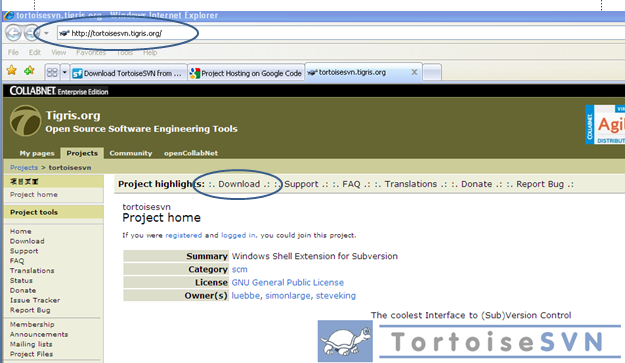 tortoisesvn.tigris.org - Windows Internet Explorer
http://tortoisesvn.tigris.org/
File Edit View Favorites Tools Help
Download TortoiseSVN from ... Project Hosting on Google Code tortoisesvn.tigris.org X
COLLABNET Enterprise Edition
Tigris.org
Open Source Software Engineering Tools
COLLABNET
Agil
DISTRIBUT
My pages Projects Community openCollabNet
Projects > tortoisesvn
项目主页
Project home
Project tools
Home
Download
Support
FAQ
Translations
Status
Donate
Issue Tracker
Report Bug
Membership
Announcements
Mailing lists
Project Files
Project highlights: :. Download .: :. Support .: :. FAQ .: :. Translations .: :. Donate .: :. Report Bug .:
tortoisesvn
Project home
If you were registered and logged in, you could join this project.
Summary Windows Shell Extension for Subversion
Category scm
License GNU General Public License
Owner(s) luebbe, simonlarge, steveking
The coolest Interface to (Sub)Version Control
TortoiseSVN